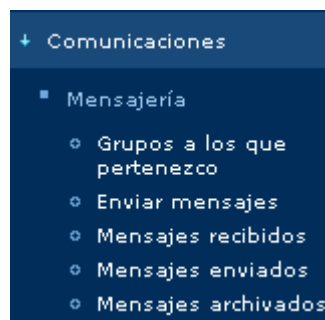 Comunicaciones
Mensajería
Grupos a los que
pertenezco
Enviar mensajes
Mensajes recibidos
Mensajes enviados
Mensajes archivados